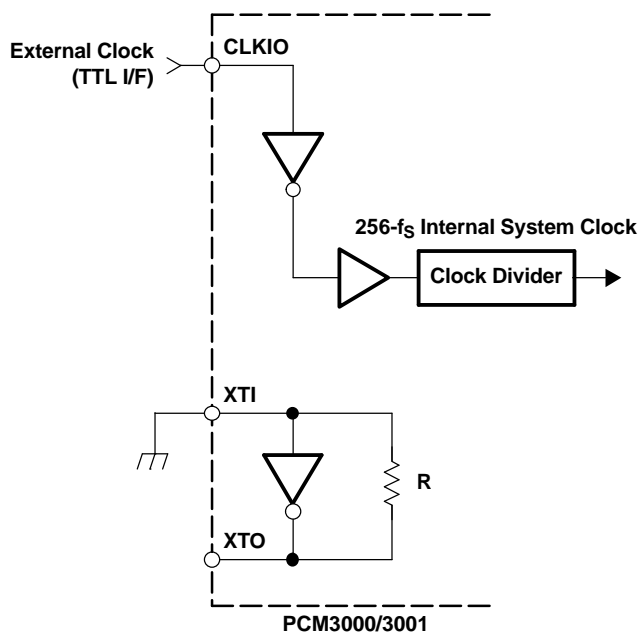 CLKIO
External Clock
(TTL I/F)
256-fS Internal System Clock
Clock Divider
XTI
R
XTO
PCM3000/3001